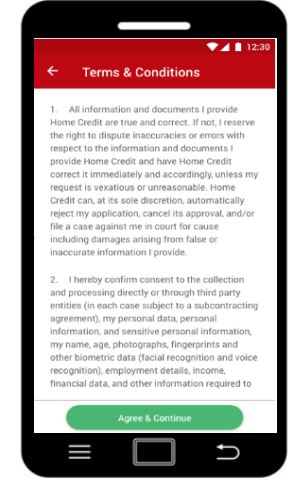 12:30
Terms & Conditions
1. All information and documents I provide
Home Credit are true and correct. If not, I reserve
the right to dispute inaccuracies or errors with
respect to the information and documents I
provide Home Credit and have Home Credit
correct it immediately and accordingly, unless my
request is vexatious or unreasonable. Home
Credit can, at its sole discretion, automatically
reject my application, cancel its approval, and/or
file a case against me in court for cause
including damages arising from false or
inaccurate information I provide.
2. I hereby confirm consent to the collection
and processing directly or through third party
entities (in each case subject to a subcontracting
agreement), my personal data, personal
information, and sensitive personal information,
my name, age, photographs, fingerprints and
other biometric data (facial recognition and voice
recognition), employment details, income,
financial data, and other information required to
Agree & Continue